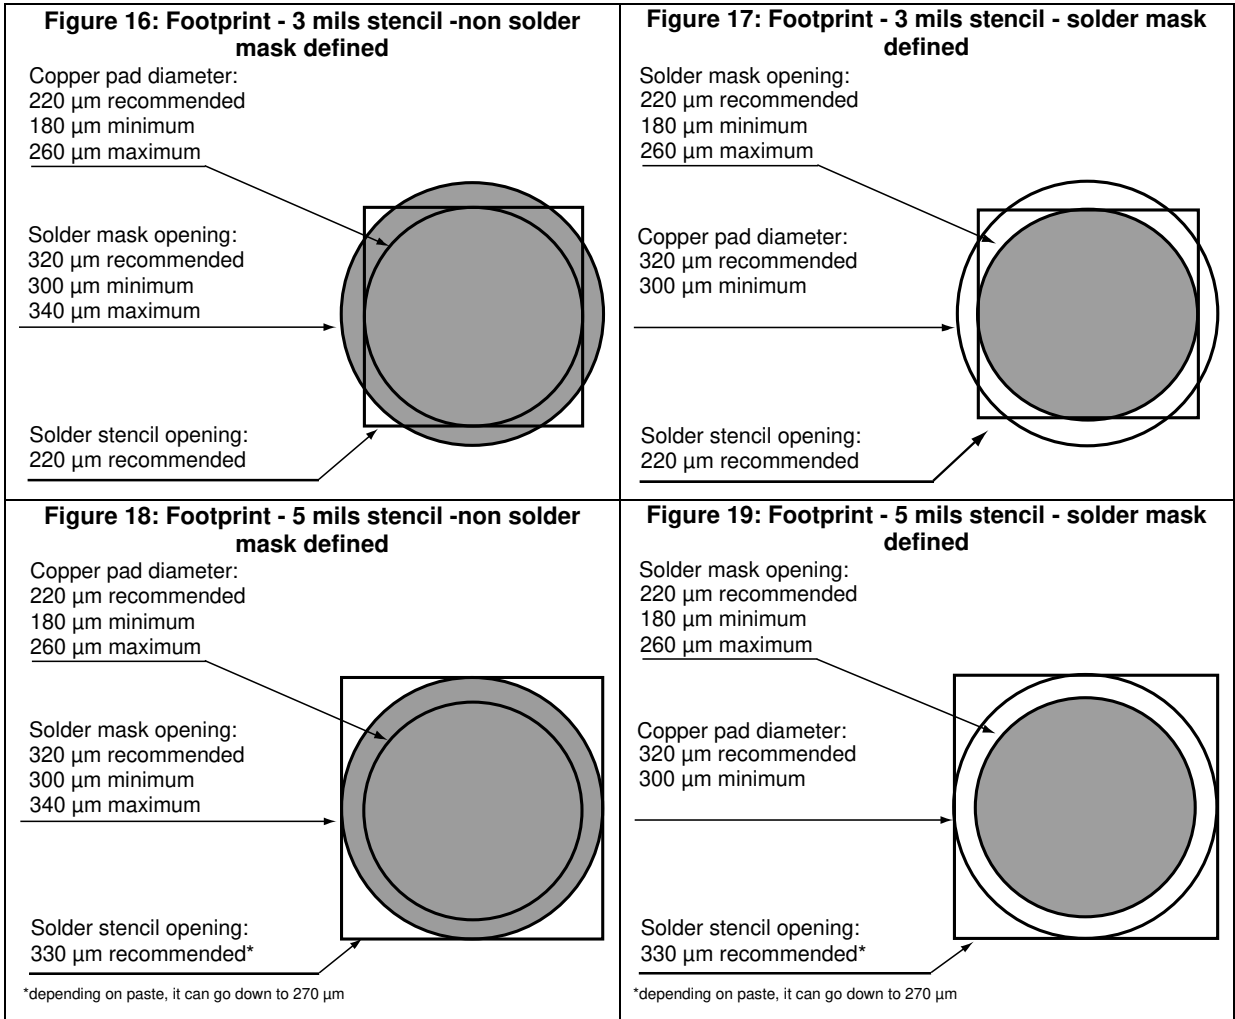 Figure 16: Footprint - 3 mils stencil -non solder
mask defined
Copper pad diameter:
220 µm recommended
180 µm minimum
260 µm maximum
Solder mask opening:
320 µm recommended
300 µm minimum
340 µm maximum
Solder stencil opening:
220 µm recommended
Figure 17: Footprint - 3 mils stencil - solder mask
defined
Solder mask opening:
220 µm recommended
180 µm minimum
260 µm maximum
Copper pad diameter:
320 µm recommended
300 µm minimum
Solder stencil opening:
220 µm recommended
Figure 18: Footprint - 5 mils stencil -non solder
mask defined
Copper pad diameter:
220 µm recommended
180 µm minimum
260 µm maximum
Solder mask opening:
320 µm recommended
300 µm minimum
340 µm maximum
Solder stencil opening:
330 µm recommended*
*depending on paste, it can go down to 270 µm
Figure 19: Footprint - 5 mils stencil - solder mask
defined
Solder mask opening:
220 µm recommended
180 µm minimum
260 µm maximum
Copper pad diameter:
320 µm recommended
300 µm minimum
Solder stencil opening:
330 µm recommended*
*depending on paste, it can go down to 270 µm